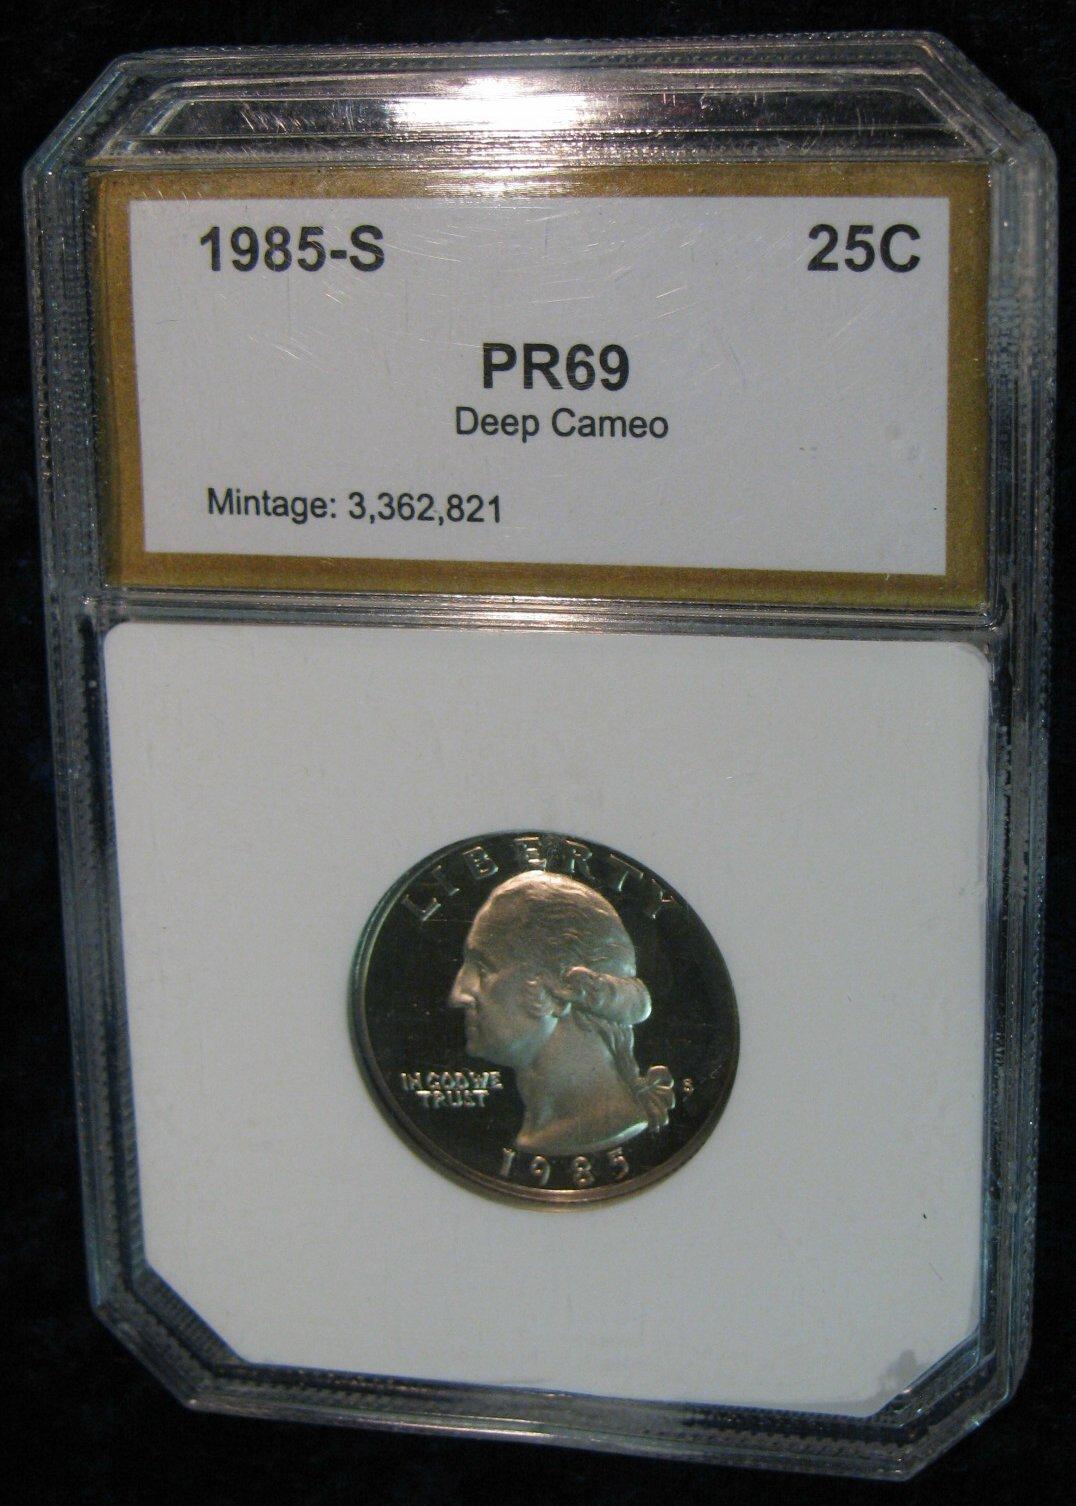 1985-S 25C
PR69
Deep Cameo
Mintage: 3,362,821
LIBERTY
IN GOD WE
TRUST
S
1985